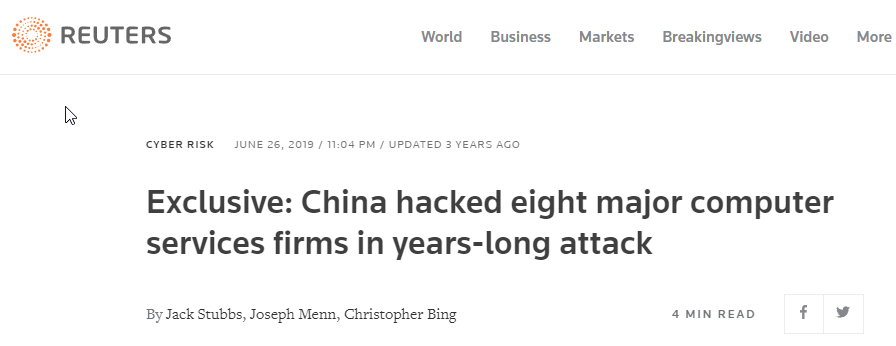 REUTERS
World Business Markets Breakingviews Video More
CYBER RISK JUNE 26, 2019 / 11:04 PM / UPDATED 3 YEARS AGO
Exclusive: China hacked eight major computer
services firms in years-long attack
By Jack Stubbs, Joseph Menn, Christopher Bing
4 MIN READ